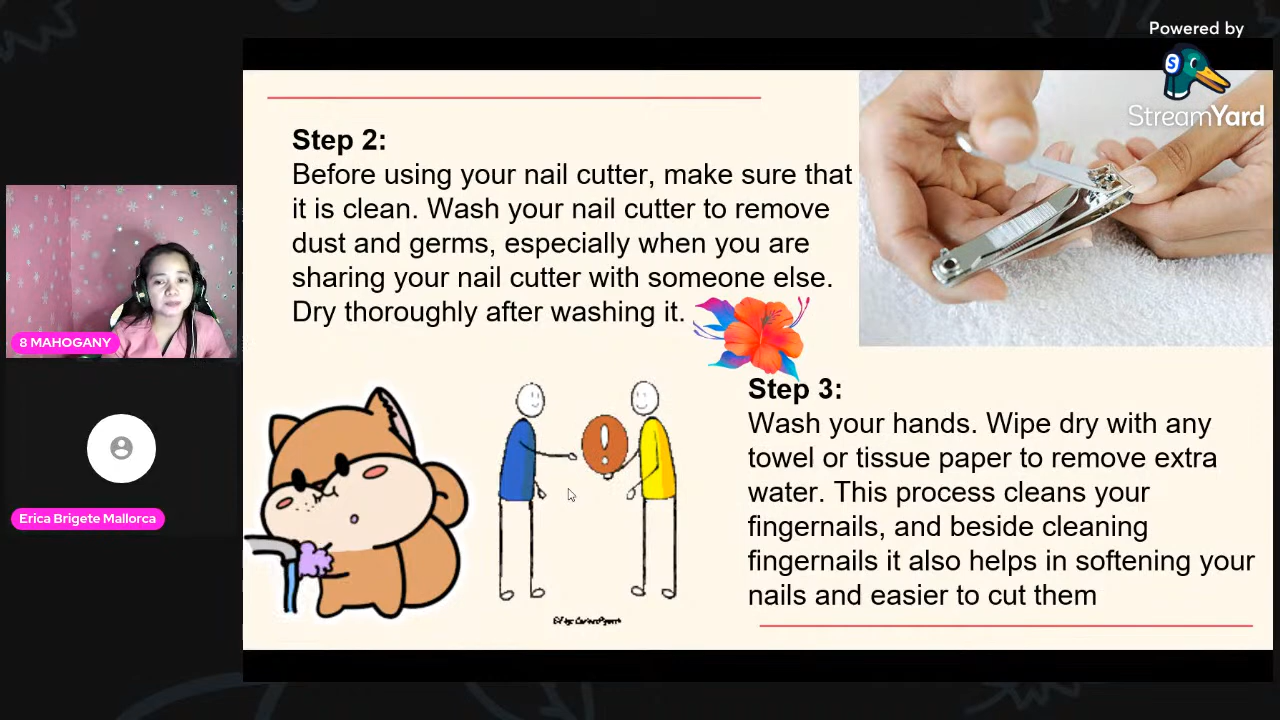 Powered by
StreamYard
Step 2:
Before using your nail cutter, make sure that
it is clean. Wash your nail cutter to remove
dust and germs, especially when you are
sharing your nail cutter with someone else.
Dry thoroughly after washing it.
8 MAHOGANY
Step 3:
Wash your hands. Wipe dry with any
towel or tissue paper to remove extra
water. This process cleans your
fingernails, and beside cleaning
fingernails it also helps in softening your
nails and easier to cut them
Erica Brigete Mallorca